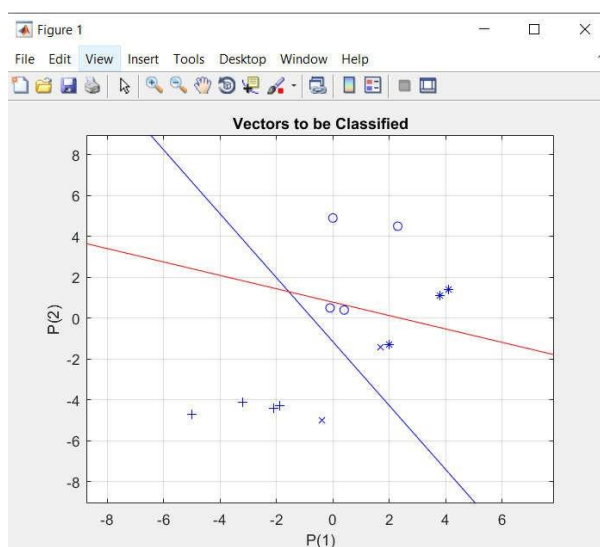 Figure 1
File Edit View Insert Tools Desktop Window Help
Vectors to be Classified
8
6
4
2
0
-2
-4
-6
-8
P(2)
-8 -6 -4 -2 0 2 4 6
P(1)